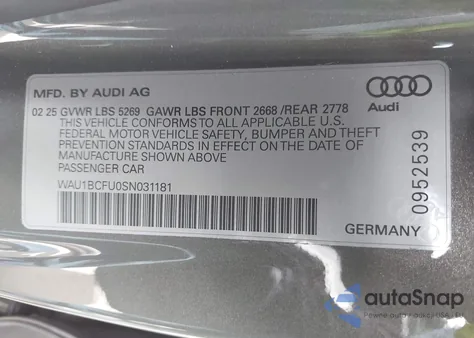 MFD. BY AUDI AG
Audi
02 25 GVWR LBS 5269 GAWR LBS FRONT 2668 /REAR 2778
THIS VEHICLE CONFORMS TO ALL APPLICABLE U.S.
FEDERAL MOTOR VEHICLE SAFETY, BUMPER AND THEFT
PREVENTION STANDARDS IN EFFECT ON THE DATE OF
MANUFACTURE SHOWN ABOVE
PASSENGER CAR
WAU1BCFU0SN031181
0952539
GERMANY
autoSnap